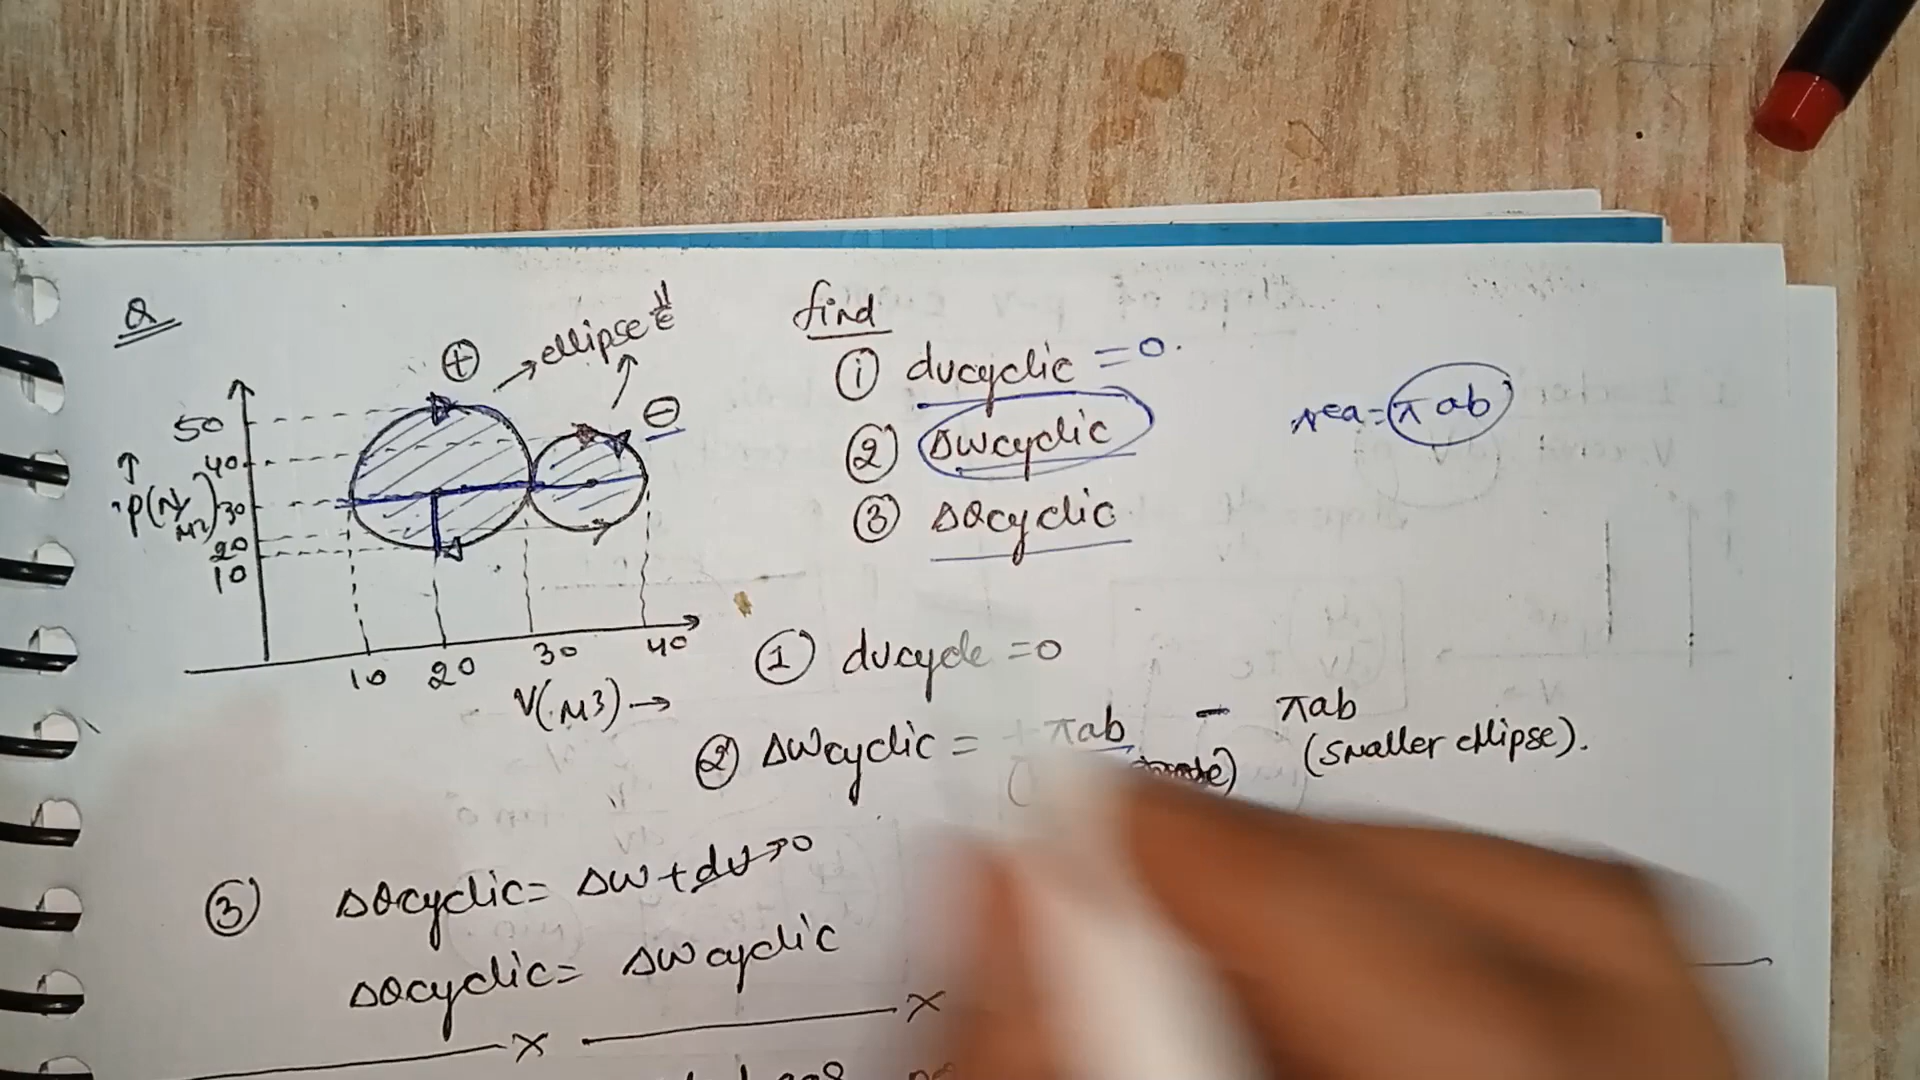 Q
⊕
ellipse
⊖
50
40
30
20
10
P(N/M2)
10 20 30 40
V(M3) →
find
① ducyclic = 0.
② ΔWcyclic
③ ΔQcyclic
area = πab
① ducycle = 0
② ΔWcyclic = + πab - πab
(smaller ellipse).
③ ΔQcyclic = ΔW + du→0
ΔQcyclic = ΔWcyclic
x x